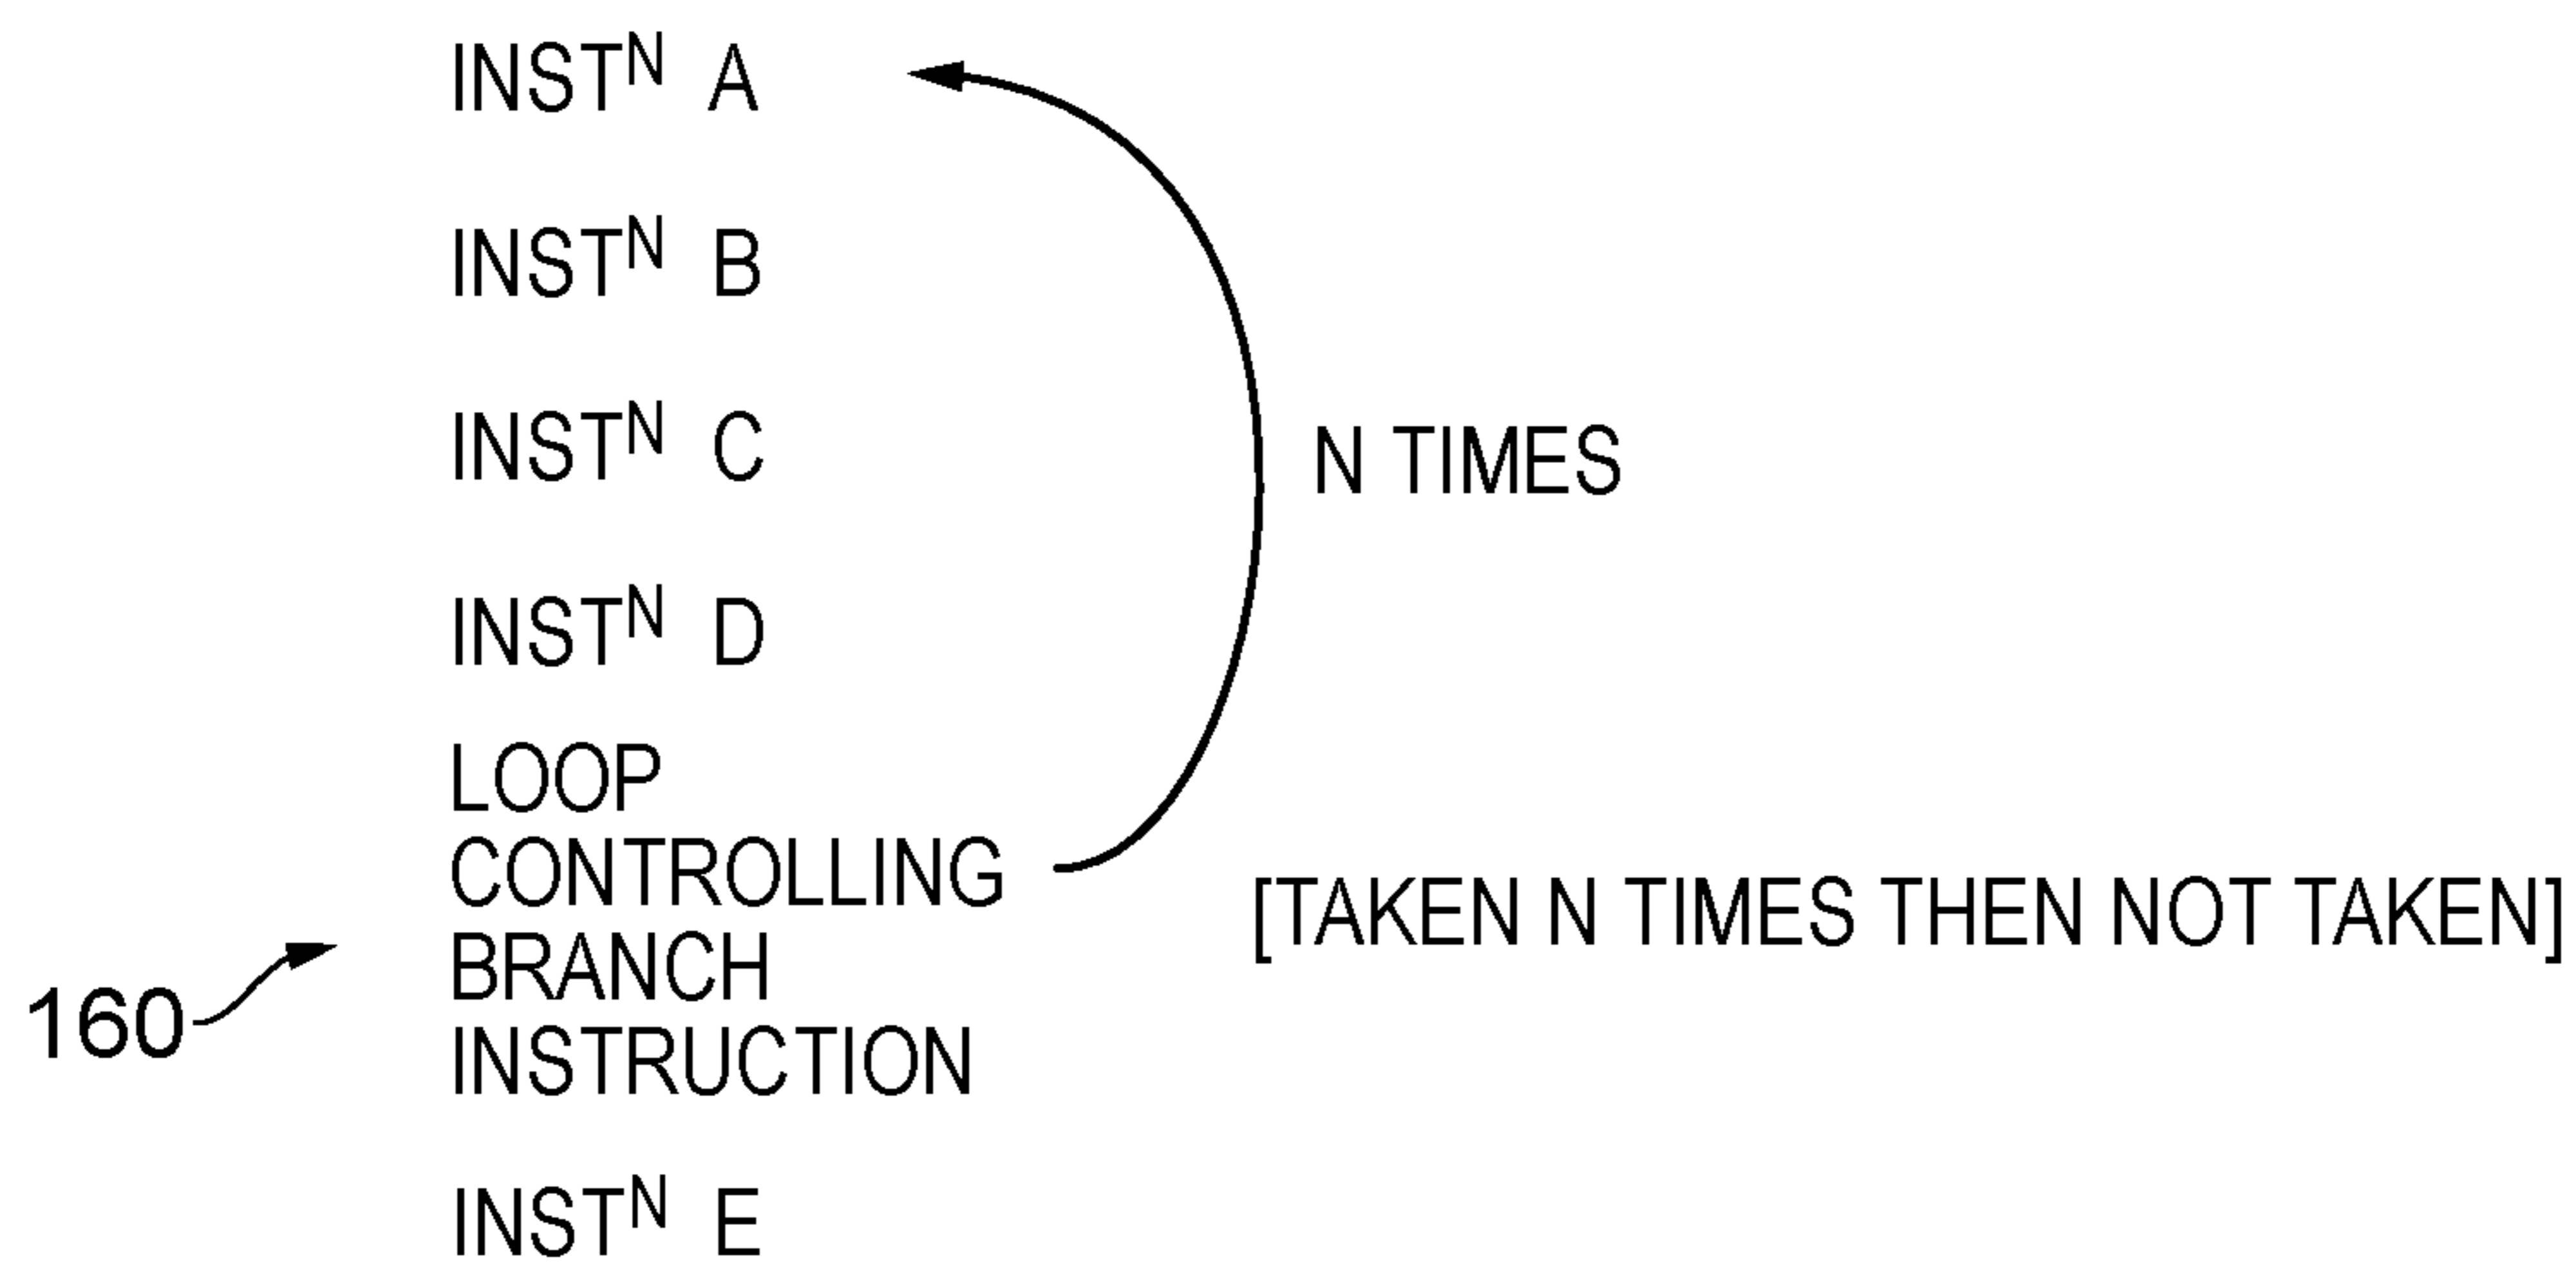 INSTᴺ A
INSTᴺ B
INSTᴺ C
N TIMES
INSTᴺ D
LOOP
CONTROLLING
[TAKEN N TIMES THEN NOT TAKEN]
BRANCH
160
INSTRUCTION
INSTᴺ E